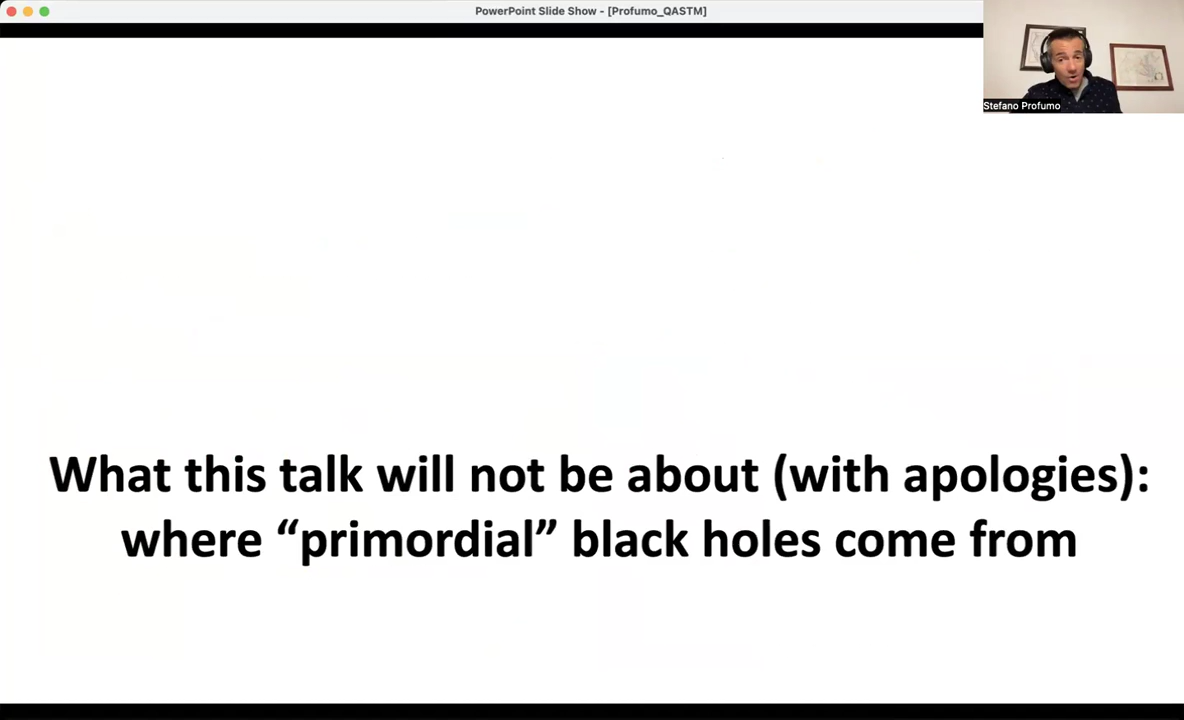 PowerPoint Slide Show - [Profumo_QASTM]
Stefano Profumo
What this talk will not be about (with apologies):
where “primordial” black holes come from